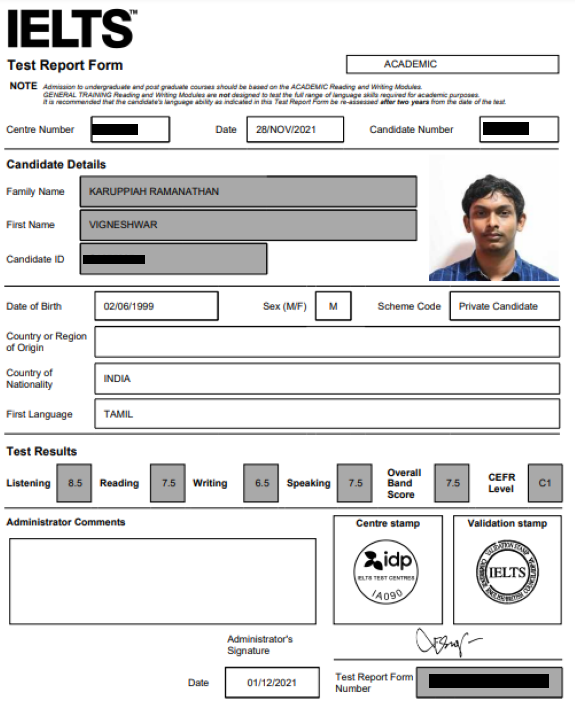 IELTS™
Test Report Form
ACADEMIC
NOTE Admission to undergraduate and post graduate courses should be based on the ACADEMIC Reading and Writing Modules.
GENERAL TRAINING Reading and Writing Modules are not designed to test the full range of language skills required for academic purposes.
It is recommended that the candidate's language ability as indicated in this Test Report Form be re-assessed after two years from the date of the test.
Centre Number Date 28/NOV/2021 Candidate Number
Candidate Details
Family Name KARUPPIAH RAMANATHAN
First Name VIGNESHWAR
Candidate ID
Date of Birth 02/06/1999 Sex (M/F) M Scheme Code Private Candidate
Country or Region
of Origin
Country of
Nationality INDIA
First Language TAMIL
Test Results
Listening 8.5 Reading 7.5 Writing 6.5 Speaking 7.5 Overall Band Score 7.5 CEFR Level C1
Administrator Comments
Centre stamp
Validation stamp
idp
IELTS TEST CENTRES
IA090
VALIDATION STAMP
IELTS
Administrator's
Signature
Date 01/12/2021
Test Report Form
Number